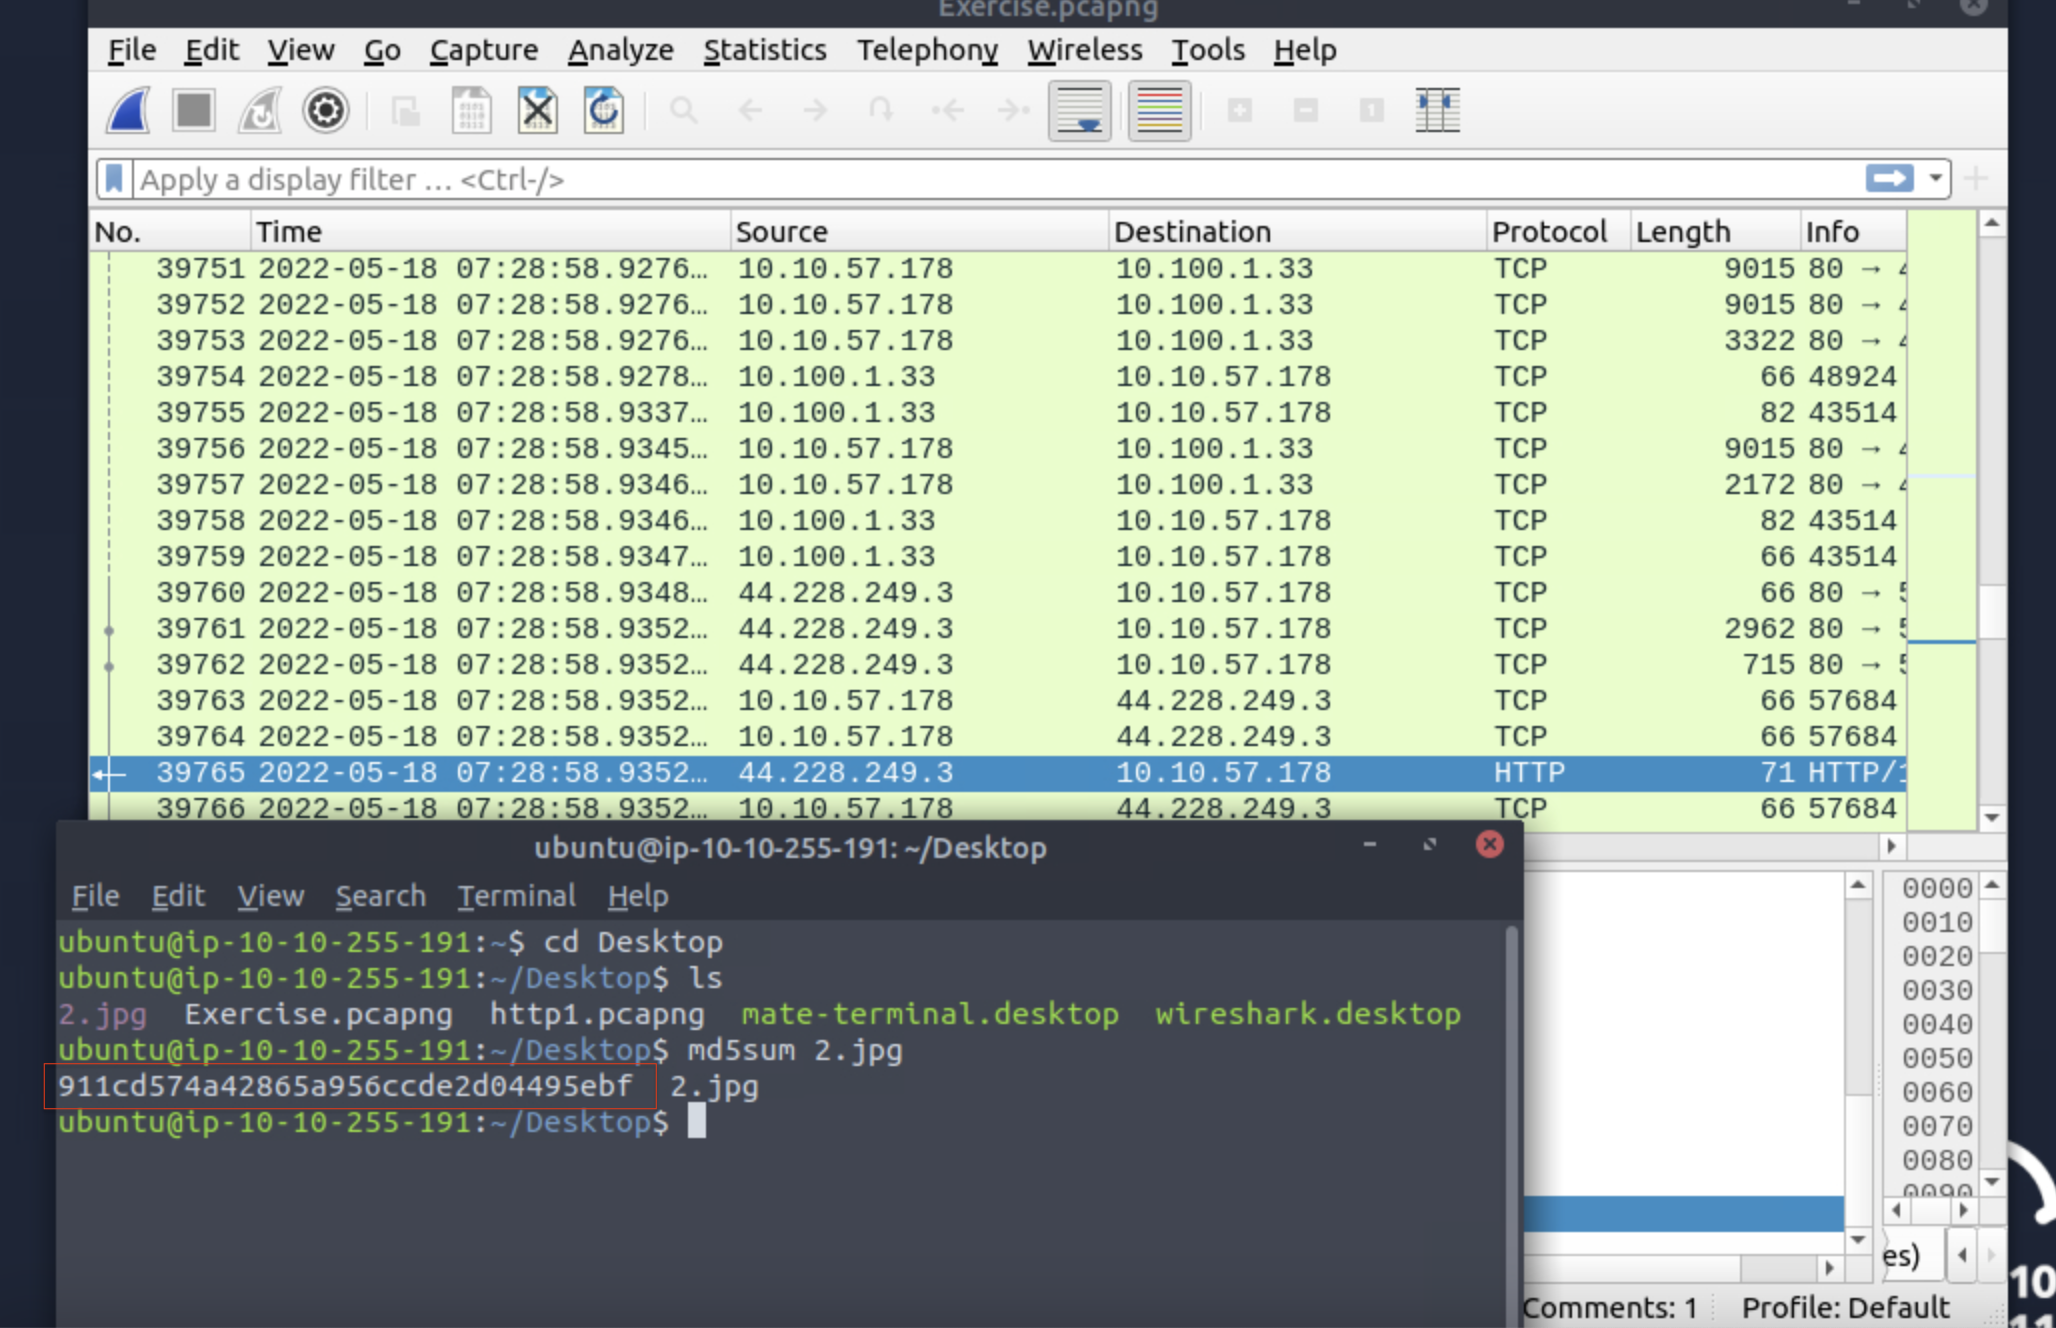 Exercise.pcapng
File Edit View Go Capture Analyze Statistics Telephony Wireless Tools Help
Apply a display filter … <Ctrl-/>
No. Time Source Destination Protocol Length Info
39751 2022-05-18 07:28:58.9276… 10.10.57.178 10.100.1.33 TCP 9015 80 →
39752 2022-05-18 07:28:58.9276… 10.10.57.178 10.100.1.33 TCP 9015 80 →
39753 2022-05-18 07:28:58.9276… 10.10.57.178 10.100.1.33 TCP 3322 80 →
39754 2022-05-18 07:28:58.9278… 10.100.1.33 10.10.57.178 TCP 66 48924
39755 2022-05-18 07:28:58.9337… 10.100.1.33 10.10.57.178 TCP 82 43514
39756 2022-05-18 07:28:58.9345… 10.10.57.178 10.100.1.33 TCP 9015 80 →
39757 2022-05-18 07:28:58.9346… 10.10.57.178 10.100.1.33 TCP 2172 80 →
39758 2022-05-18 07:28:58.9346… 10.100.1.33 10.10.57.178 TCP 82 43514
39759 2022-05-18 07:28:58.9347… 10.100.1.33 10.10.57.178 TCP 66 43514
39760 2022-05-18 07:28:58.9348… 44.228.249.3 10.10.57.178 TCP 66 80 →
39761 2022-05-18 07:28:58.9352… 44.228.249.3 10.10.57.178 TCP 2962 80 →
39762 2022-05-18 07:28:58.9352… 44.228.249.3 10.10.57.178 TCP 715 80 →
39763 2022-05-18 07:28:58.9352… 10.10.57.178 44.228.249.3 TCP 66 57684
39764 2022-05-18 07:28:58.9352… 10.10.57.178 44.228.249.3 TCP 66 57684
39765 2022-05-18 07:28:58.9352… 44.228.249.3 10.10.57.178 HTTP 71 HTTP/1
39766 2022-05-18 07:28:58.9352… 10.10.57.178 44.228.249.3 TCP 66 57684
ubuntu@ip-10-10-255-191: ~/Desktop
File Edit View Search Terminal Help
ubuntu@ip-10-10-255-191:~$ cd Desktop
ubuntu@ip-10-10-255-191:~/Desktop$ ls
2.jpg Exercise.pcapng http1.pcapng mate-terminal.desktop wireshark.desktop
ubuntu@ip-10-10-255-191:~/Desktop$ md5sum 2.jpg
911cd574a42865a956ccde2d04495ebf 2.jpg
ubuntu@ip-10-10-255-191:~/Desktop$
0000
0010
0020
0030
0040
0050
0060
0070
0080
0090
es)
10
Comments: 1 Profile: Default